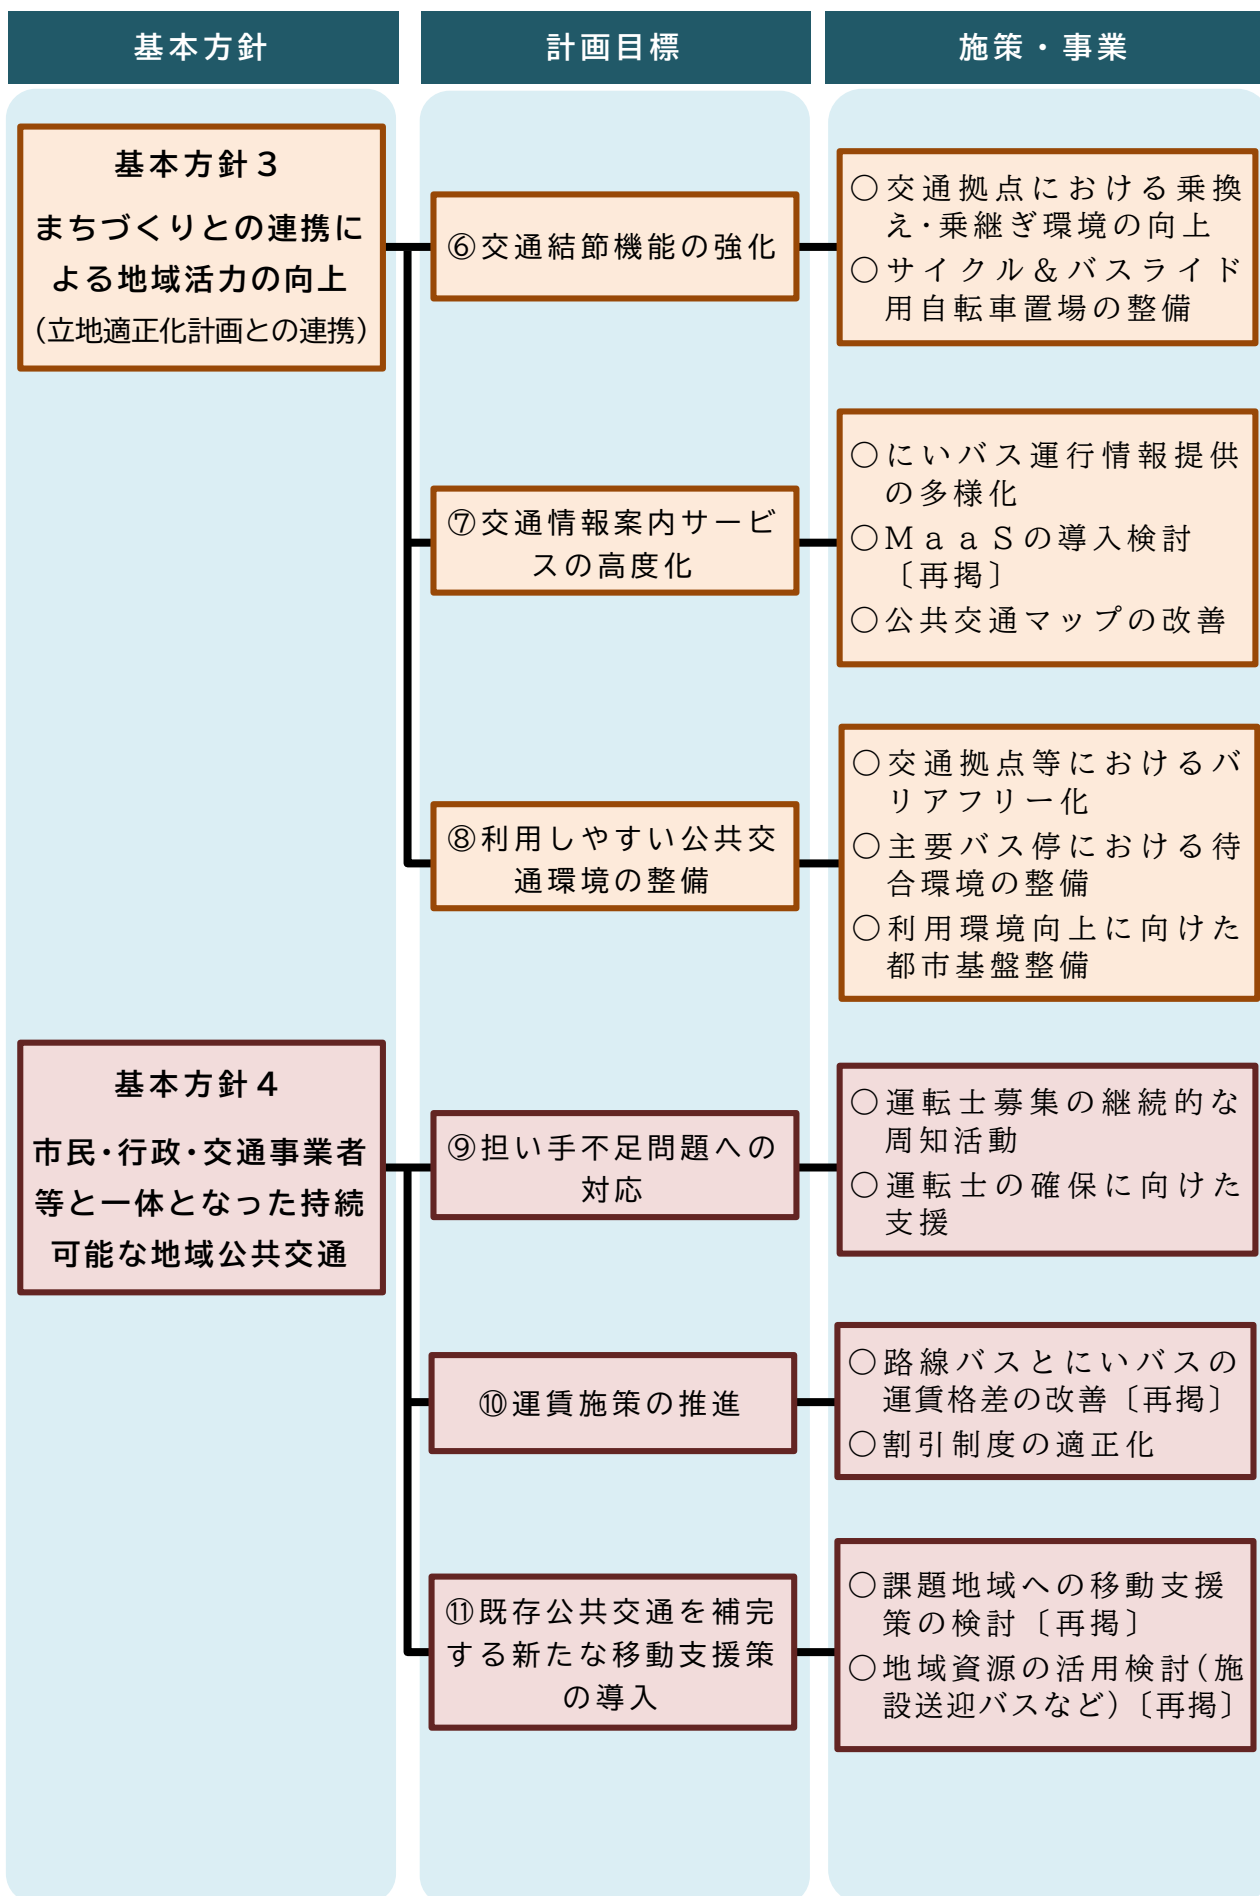 基本方針
計画目標
施策・事業
基本方針３
まちづくりとの連携に
よる地域活力の向上
（立地適正化計画との連携）
⑥交通結節機能の強化
○交通拠点における乗換
え・乗継ぎ環境の向上
○サイクル＆バスライド
用自転車置場の整備
⑦交通情報案内サービ
スの高度化
○にいバス運行情報提供
の多様化
○ＭａａＳの導入検討
〔再掲〕
○公共交通マップの改善
⑧利用しやすい公共交
通環境の整備
○交通拠点等におけるバ
リアフリー化
○主要バス停における待
合環境の整備
○利用環境向上に向けた
都市基盤整備
基本方針４
市民・行政・交通事業者
等と一体となった持続
可能な地域公共交通
⑨担い手不足問題への
対応
○運転士募集の継続的な
周知活動
○運転士の確保に向けた
支援
⑩運賃施策の推進
○路線バスとにいバスの
運賃格差の改善〔再掲〕
○割引制度の適正化
⑪既存公共交通を補完
する新たな移動支援策
の導入
○課題地域への移動支援
策の検討〔再掲〕
○地域資源の活用検討（施
設送迎バスなど）〔再掲〕